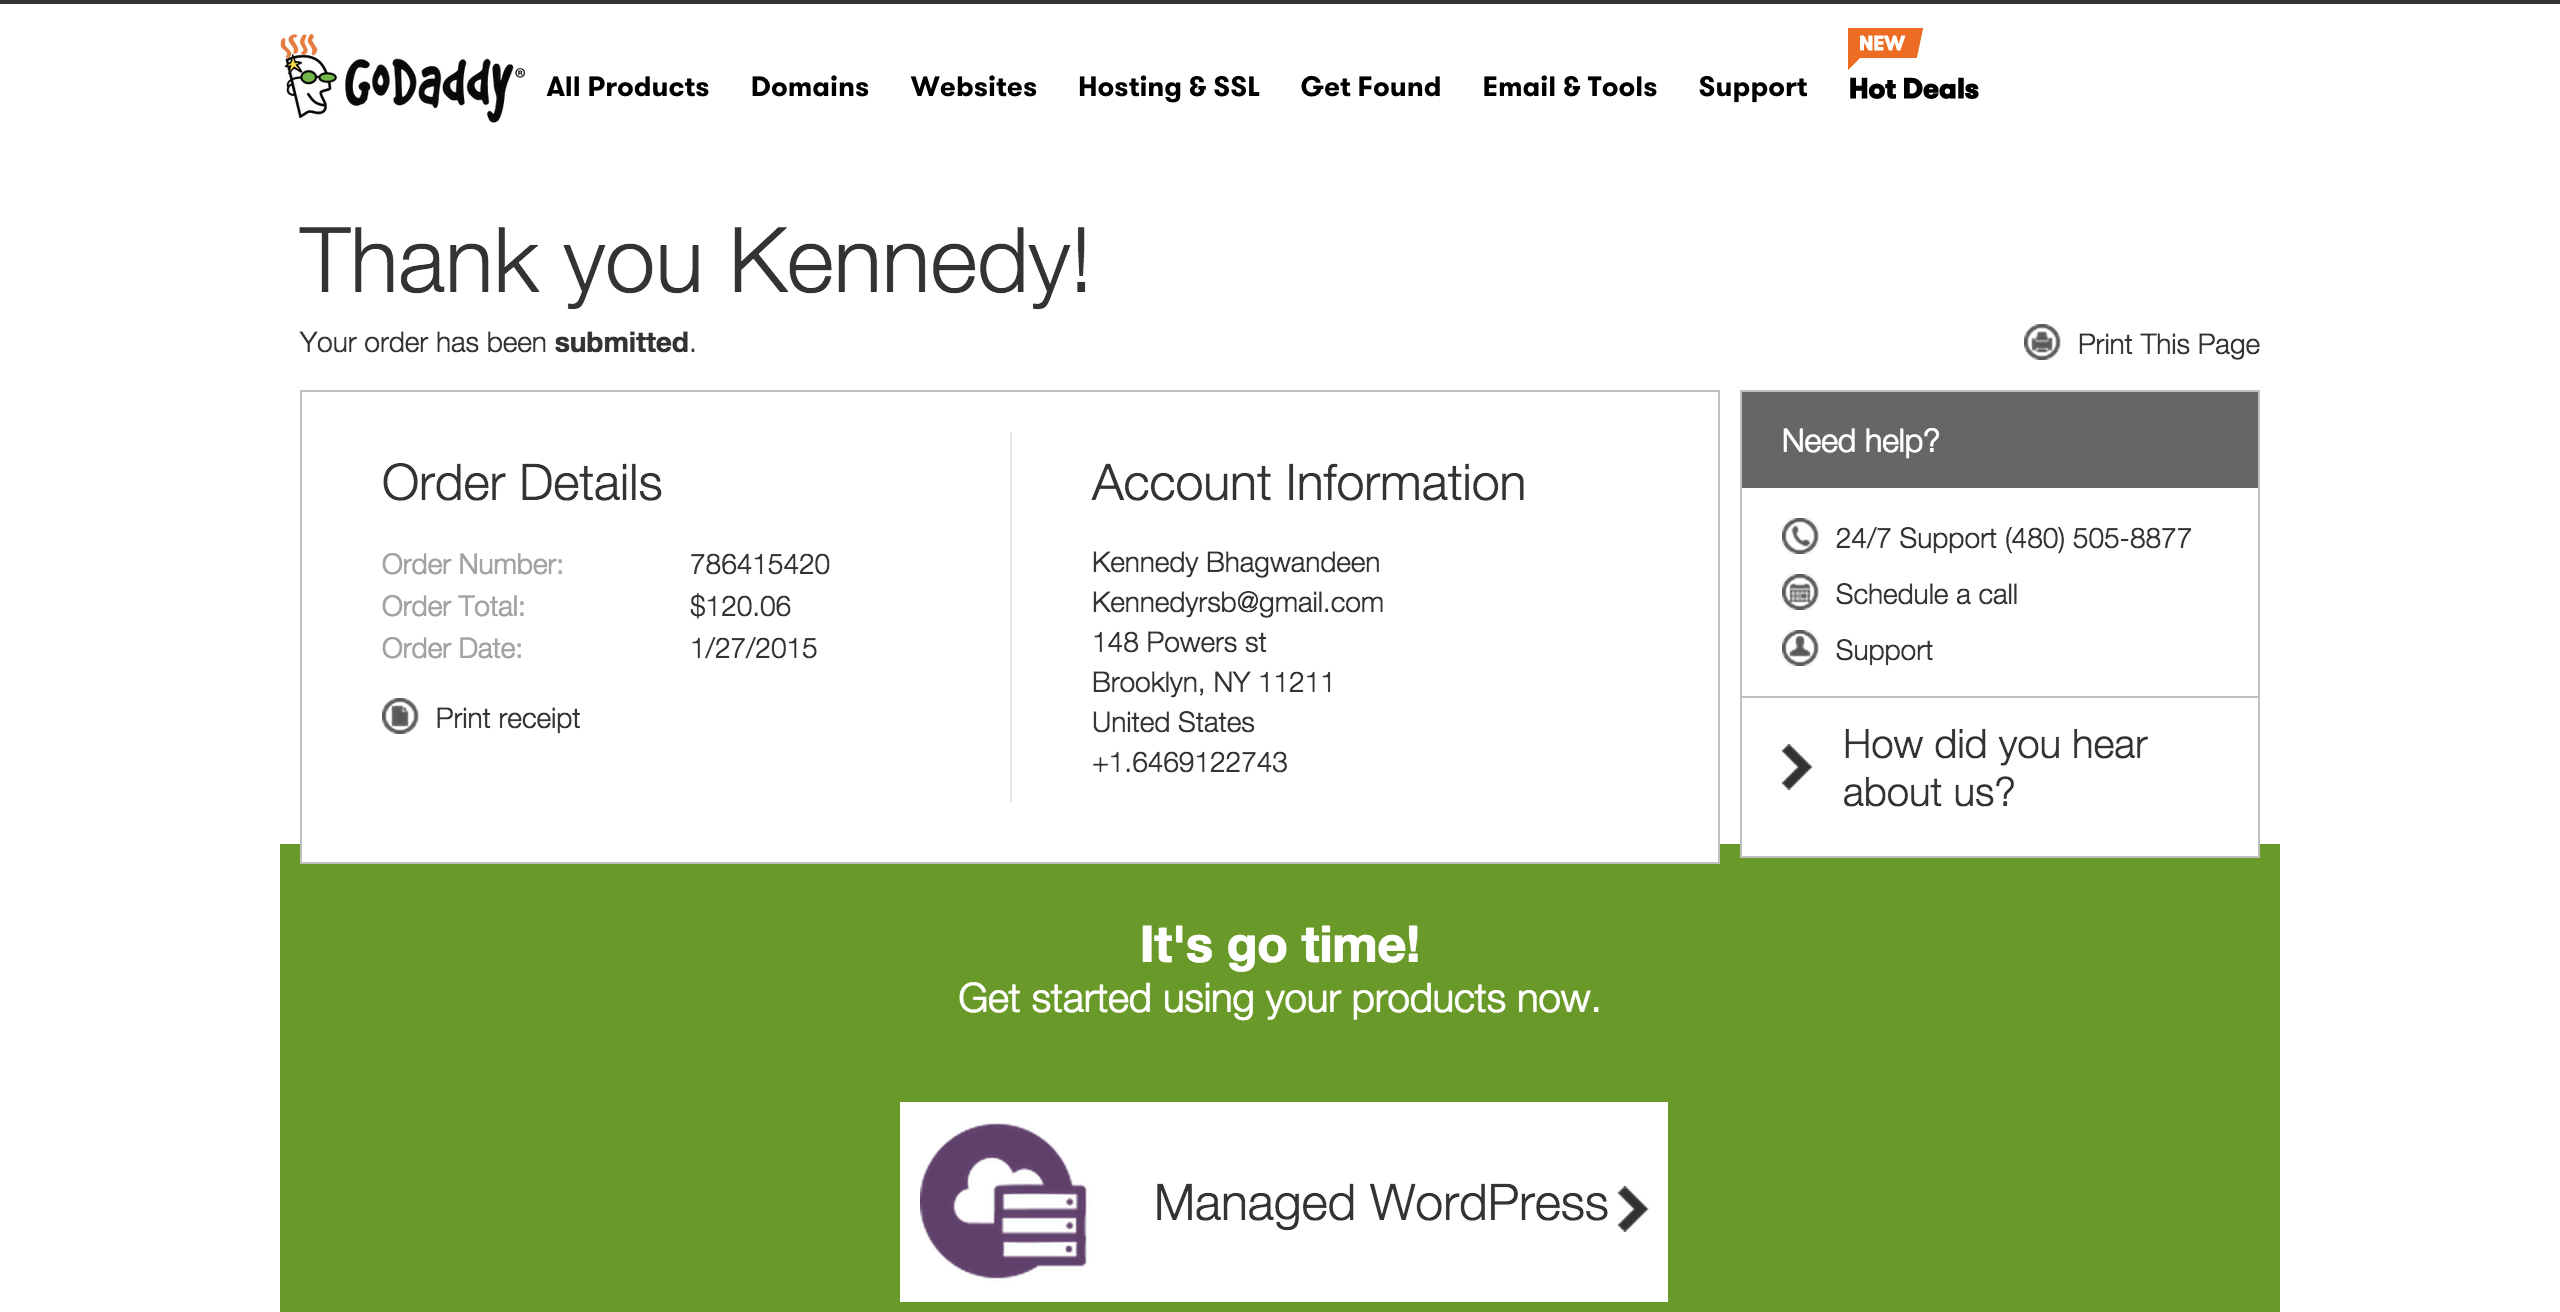 GoDaddy®
All Products Domains Websites Hosting & SSL Get Found Email & Tools Support NEW Hot Deals
Thank you Kennedy!
Your order has been submitted.
Print This Page
Order Details
Order Number: 786415420
Order Total: $120.06
Order Date: 1/27/2015
Print receipt
Account Information
Kennedy Bhagwandeen
Kennedyrsb@gmail.com
148 Powers st
Brooklyn, NY 11211
United States
+1.6469122743
Need help?
24/7 Support (480) 505-8877
Schedule a call
Support
How did you hear
about us?
It's go time!
Get started using your products now.
Managed WordPress